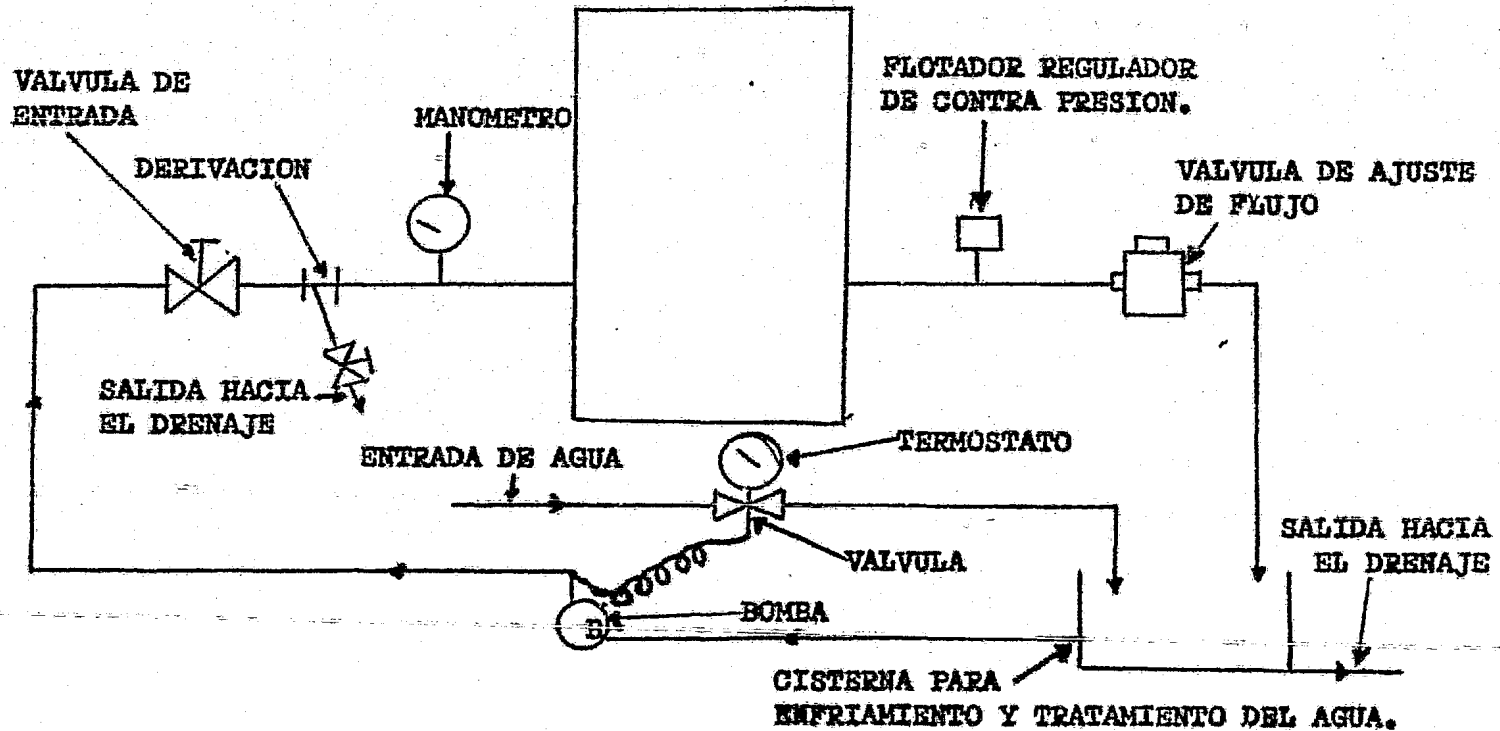 VALVULA DE
ENTRADA
DERIVACION
MANOMETRO
FLOTADOR REGULADOR
DE CONTRA PRESION.
VALVULA DE AJUSTE
DE FLUJO
SALIDA HACIA
EL DRENAJE
ENTRADA DE AGUA
TERMOSTATO
VALVULA
SALIDA HACIA
EL DRENAJE
B
BOMBA
CISTERNA PARA
ENFRIAMIENTO Y TRATAMIENTO DEL AGUA.